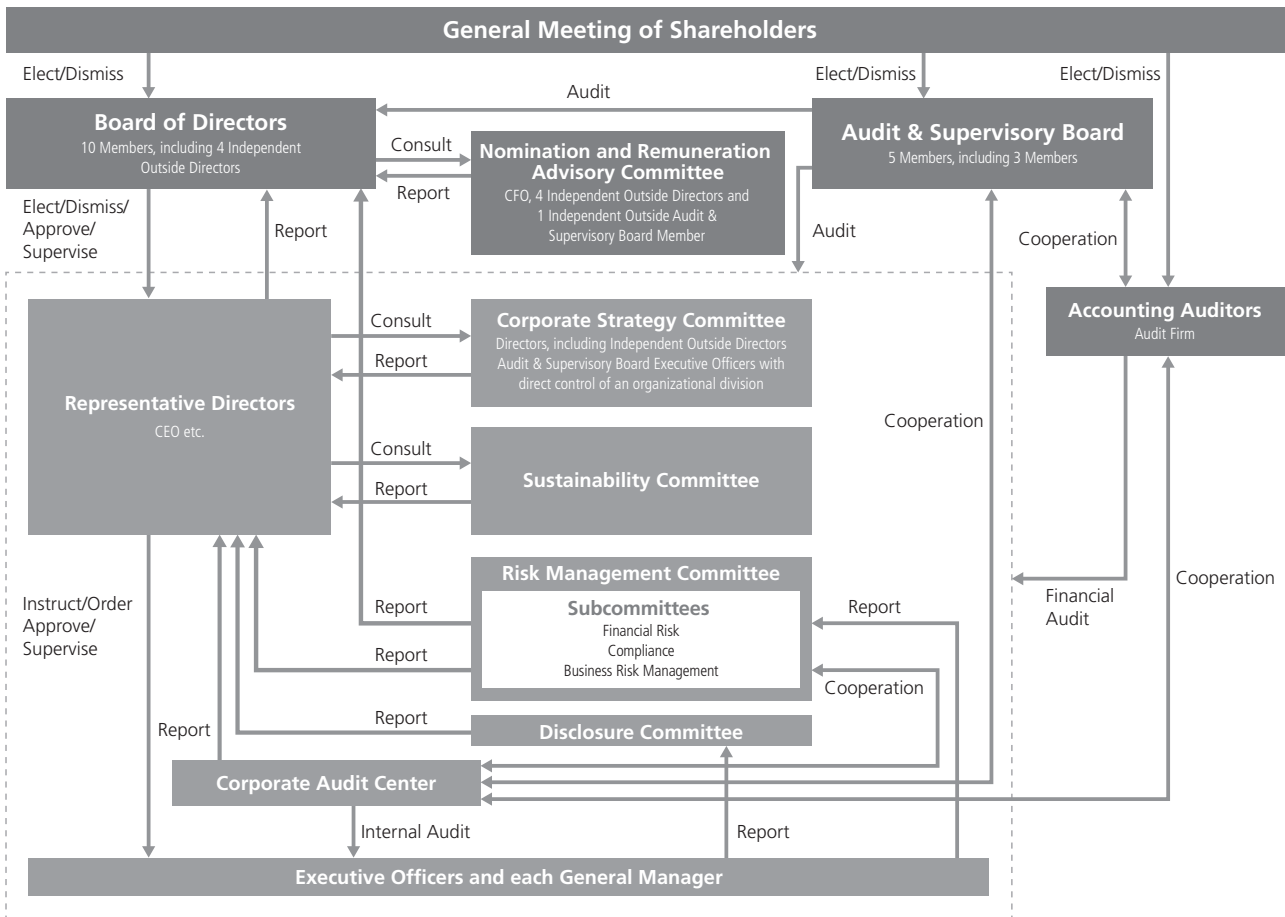 General Meeting of Shareholders
Elect/Dismiss
Elect/Dismiss
Elect/Dismiss
Audit
Board of Directors
10 Members, including 4 Independent
Outside Directors
Consult
Report
Nomination and Remuneration
Advisory Committee
CFO, 4 Independent Outside Directors and
1 Independent Outside Audit &
Supervisory Board Member
Audit & Supervisory Board
5 Members, including 3 Members
Elect/Dismiss/
Approve/
Supervise
Report
Audit
Cooperation
Accounting Auditors
Audit Firm
Representative Directors
CEO etc.
Consult
Report
Corporate Strategy Committee
Directors, including Independent Outside Directors
Audit & Supervisory Board Executive Officers with
direct control of an organizational division
Cooperation
Consult
Report
Sustainability Committee
Risk Management Committee
Subcommittees
Financial Risk
Compliance
Business Risk Management
Report
Report
Report
Cooperation
Financial
Audit
Cooperation
Instruct/Order
Approve/
Supervise
Report
Disclosure Committee
Report
Corporate Audit Center
Internal Audit
Report
Executive Officers and each General Manager